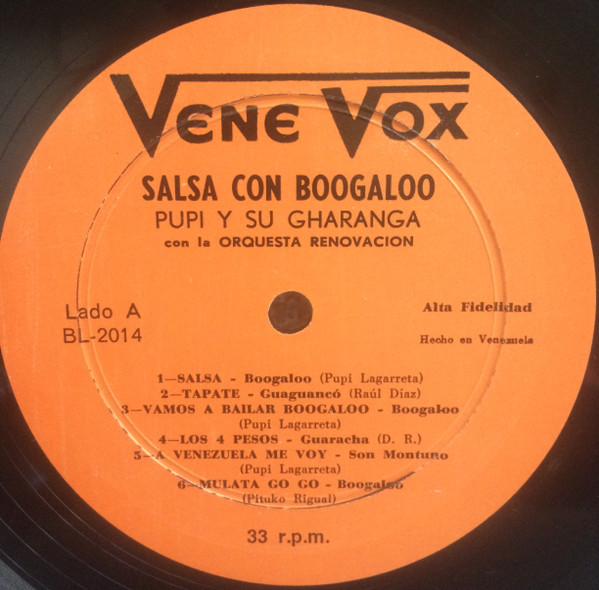 VENE VOX
SALSA CON BOOGALOO
PUPI Y SU GHARANGA
con la ORQUESTA RENOVACION
Lado A
BL-2014
Alta Fidelidad
Hecho en Venezuela
1—SALSA - Boogaloo (Pupi Lagarreta)
2—TAPATE - Guaguancó (Raúl Díaz)
3—VAMOS A BAILAR BOOGALOO - Boogaloo
(Pupi Lagarreta)
4—LOS 4 PESOS - Guaracha (D. R.)
5—A VENEZUELA ME VOY - Son Montuno
(Pupi Lagarreta)
6—MULATA GO GO - Boogaloo
(Pituko Rigual)
33 r.p.m.